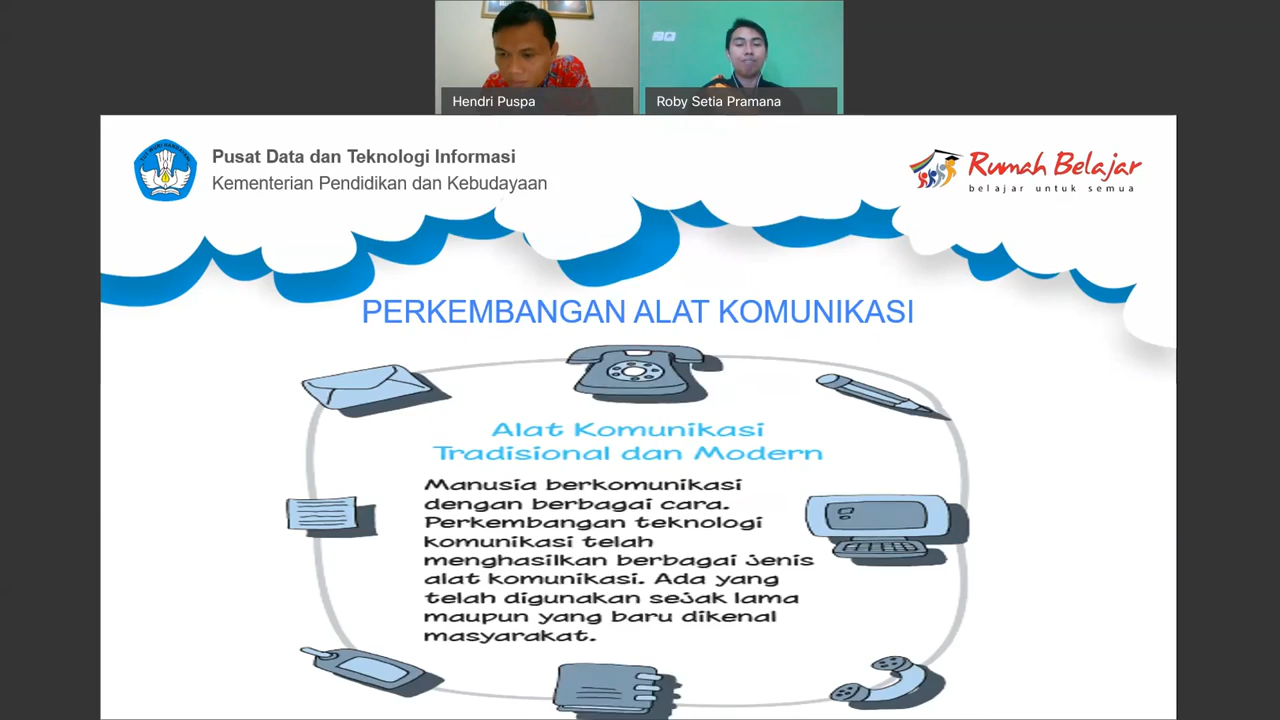 Hendri Puspa
Roby Setia Pramana
Pusat Data dan Teknologi Informasi
Kementerian Pendidikan dan Kebudayaan
Rumah Belajar
belajar untuk semua
PERKEMBANGAN ALAT KOMUNIKASI
Alat Komunikasi
Tradisional dan Modern
Manusia berkomunikasi
dengan berbagai cara.
Perkembangan teknologi
komunikasi telah
menghasilkan berbagai jenis
alat komunikasi. Ada yang
telah digunakan sejak lama
maupun yang baru dikenal
masyarakat.